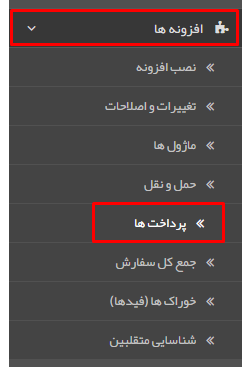 افزونه ها
نصب افزونه
تغییرات و اصلاحات
ماژول ها
حمل و نقل
پرداخت ها
جمع کل سفارش
خوراک ها (فیدها)
شناسایی متقلبین